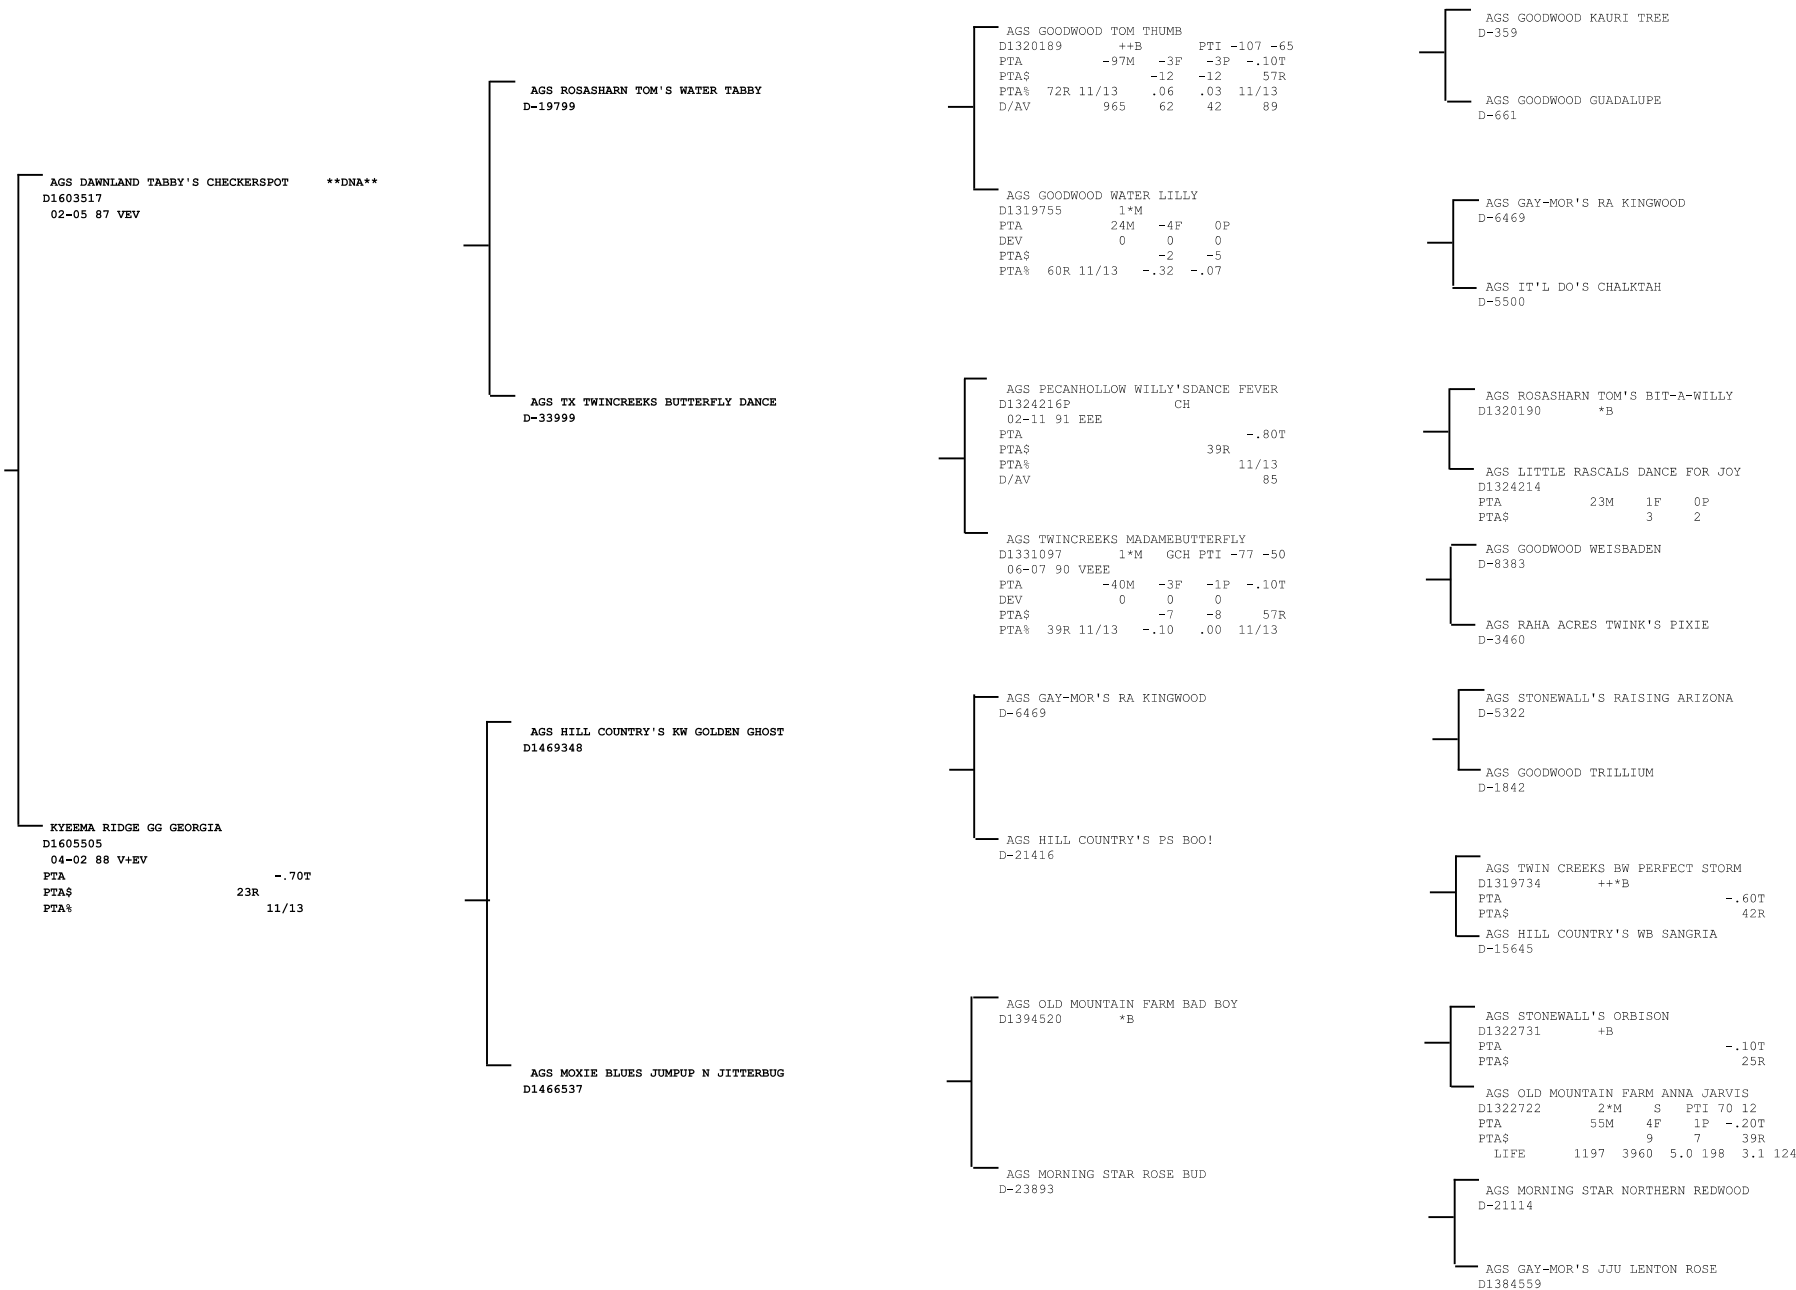 AGS DAWNLAND TABBY'S CHECKERSPOT **DNA**
D1603517
02-05 87 VEV
KYEEMA RIDGE GG GEORGIA
D1605505
04-02 88 V+EV
PTA -.70T
PTA$ 23R
PTA% 11/13
AGS ROSASHARN TOM'S WATER TABBY
D-19799
AGS TX TWINCREEKS BUTTERFLY DANCE
D-33999
AGS HILL COUNTRY'S KW GOLDEN GHOST
D1469348
AGS MOXIE BLUES JUMPUP N JITTERBUG
D1466537
AGS GOODWOOD TOM THUMB
D1320189 ++B PTI -107 -65
PTA -97M -3F -3P -.10T
PTA$ -12 -12 57R
PTA% 72R 11/13 .06 .03 11/13
D/AV 965 62 42 89
AGS GOODWOOD WATER LILLY
D1319755 1*M
PTA 24M -4F 0P
DEV 0 0 0
PTA$ -2 -5
PTA% 60R 11/13 -.32 -.07
AGS PECANHOLLOW WILLY'SDANCE FEVER
D1324216P CH
02-11 91 EEE
PTA -.80T
PTA$ 39R
PTA% 11/13
D/AV 85
AGS TWINCREEKS MADAMEBUTTERFLY
D1331097 1*M GCH PTI -77 -50
06-07 90 VEEE
PTA -40M -3F -1P -.10T
DEV 0 0 0
PTA$ -7 -8 57R
PTA% 39R 11/13 -.10 .00 11/13
AGS GAY-MOR'S RA KINGWOOD
D-6469
AGS HILL COUNTRY'S PS BOO!
D-21416
AGS OLD MOUNTAIN FARM BAD BOY
D1394520 *B
AGS MORNING STAR ROSE BUD
D-23893
AGS GOODWOOD KAURI TREE
D-359
AGS GOODWOOD GUADALUPE
D-661
AGS GAY-MOR'S RA KINGWOOD
D-6469
AGS IT'L DO'S CHALKTAH
D-5500
AGS ROSASHARN TOM'S BIT-A-WILLY
D1320190 *B
AGS LITTLE RASCALS DANCE FOR JOY
D1324214
PTA 23M 1F 0P
PTA$ 3 2
AGS GOODWOOD WEISBADEN
D-8383
AGS RAHA ACRES TWINK'S PIXIE
D-3460
AGS STONEWALL'S RAISING ARIZONA
D-5322
AGS GOODWOOD TRILLIUM
D-1842
AGS TWIN CREEKS BW PERFECT STORM
D1319734 ++*B
PTA -.60T
PTA$ 42R
AGS HILL COUNTRY'S WB SANGRIA
D-15645
AGS STONEWALL'S ORBISON
D1322731 +B
PTA -.10T
PTA$ 25R
AGS OLD MOUNTAIN FARM ANNA JARVIS
D1322722 2*M S PTI 70 12
PTA 55M 4F 1P -.20T
PTA$ 9 7 39R
LIFE 1197 3960 5.0 198 3.1 124
AGS MORNING STAR NORTHERN REDWOOD
D-21114
AGS GAY-MOR'S JJU LENTON ROSE
D1384559